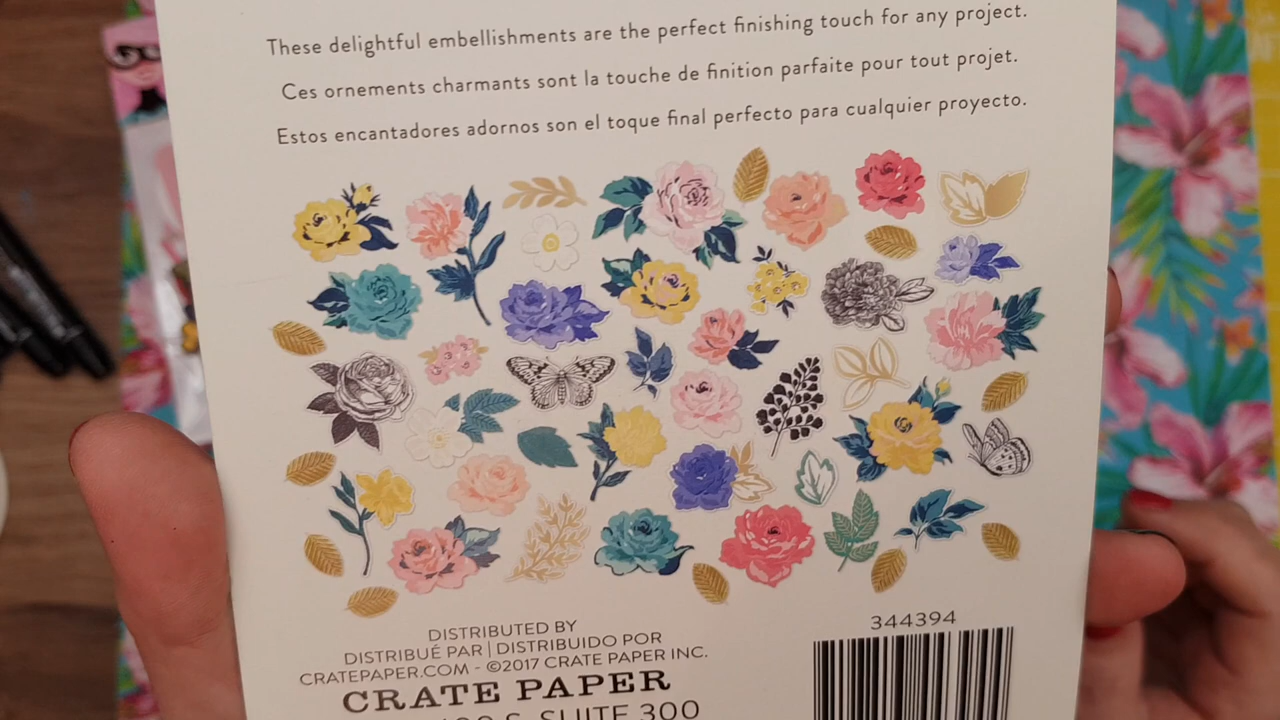 These delightful embellishments are the perfect finishing touch for any project.
Ces ornements charmants sont la touche de finition parfaite pour tout projet.
Estos encantadores adornos son el toque final perfecto para cualquier proyecto.
344394
DISTRIBUTED BY
DISTRIBUÉ PAR | DISTRIBUIDO POR
CRATEPAPER.COM - ©2017 CRATE PAPER INC.
CRATE PAPER
S. SUITE 300